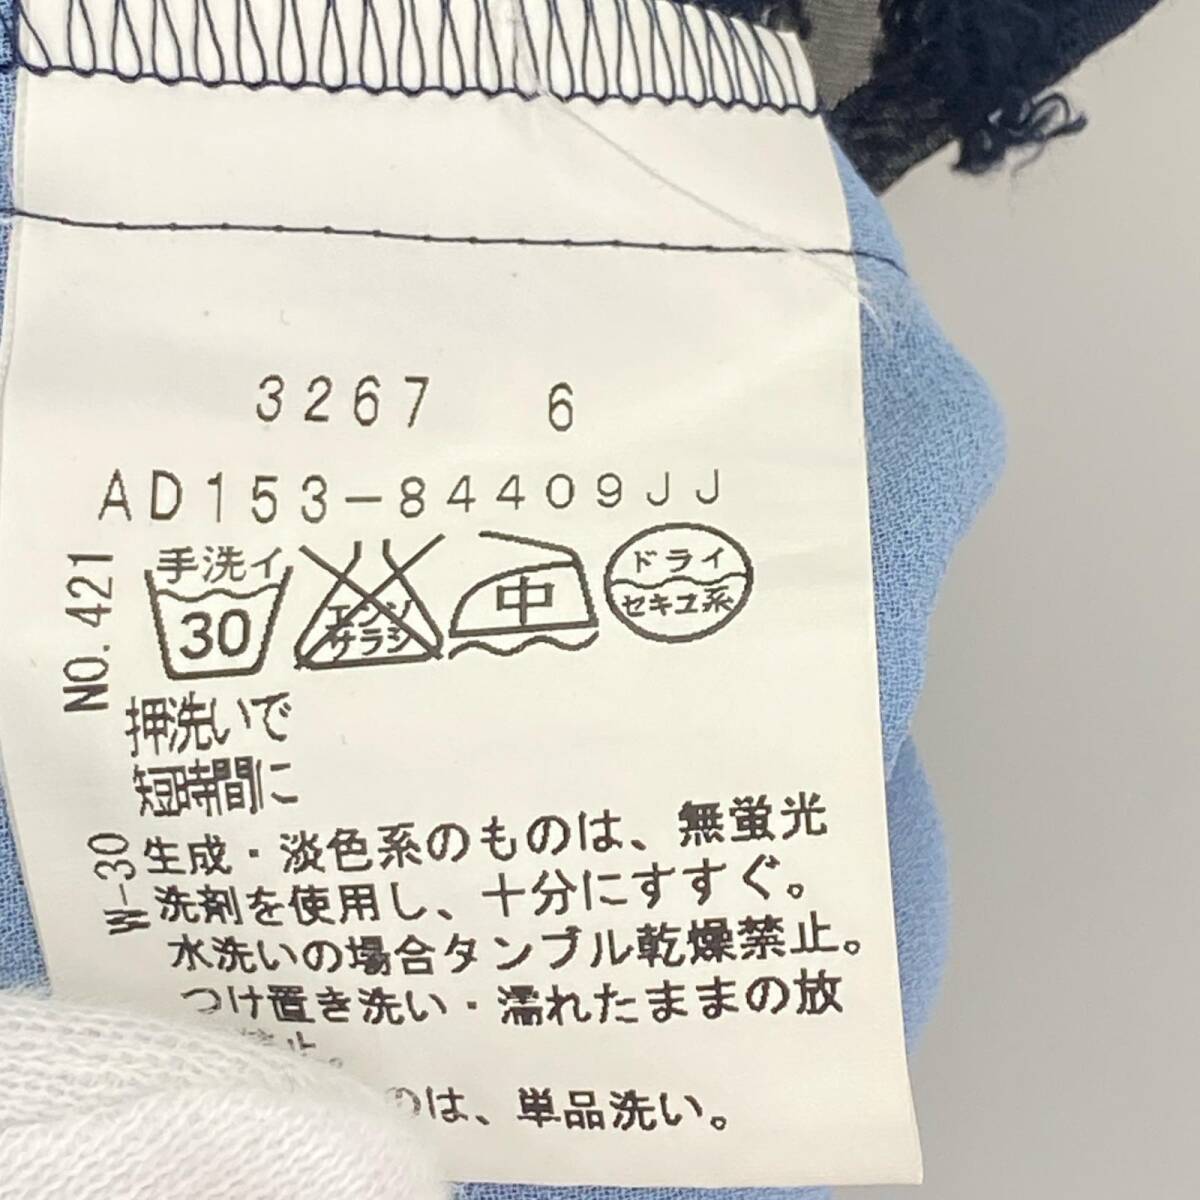 3267 6
AD153-84409JJ
NO. 421
手洗イ
30
エンソ
サラシ
中
ドライ
セキユ系
押洗いで
短時間に
W-30
生成・淡色系のものは、無蛍光
洗剤を使用し、十分にすすぐ。
水洗いの場合タンブル乾燥禁止。
つけ置き洗い・濡れたままの放
止。
のは、単品洗い。